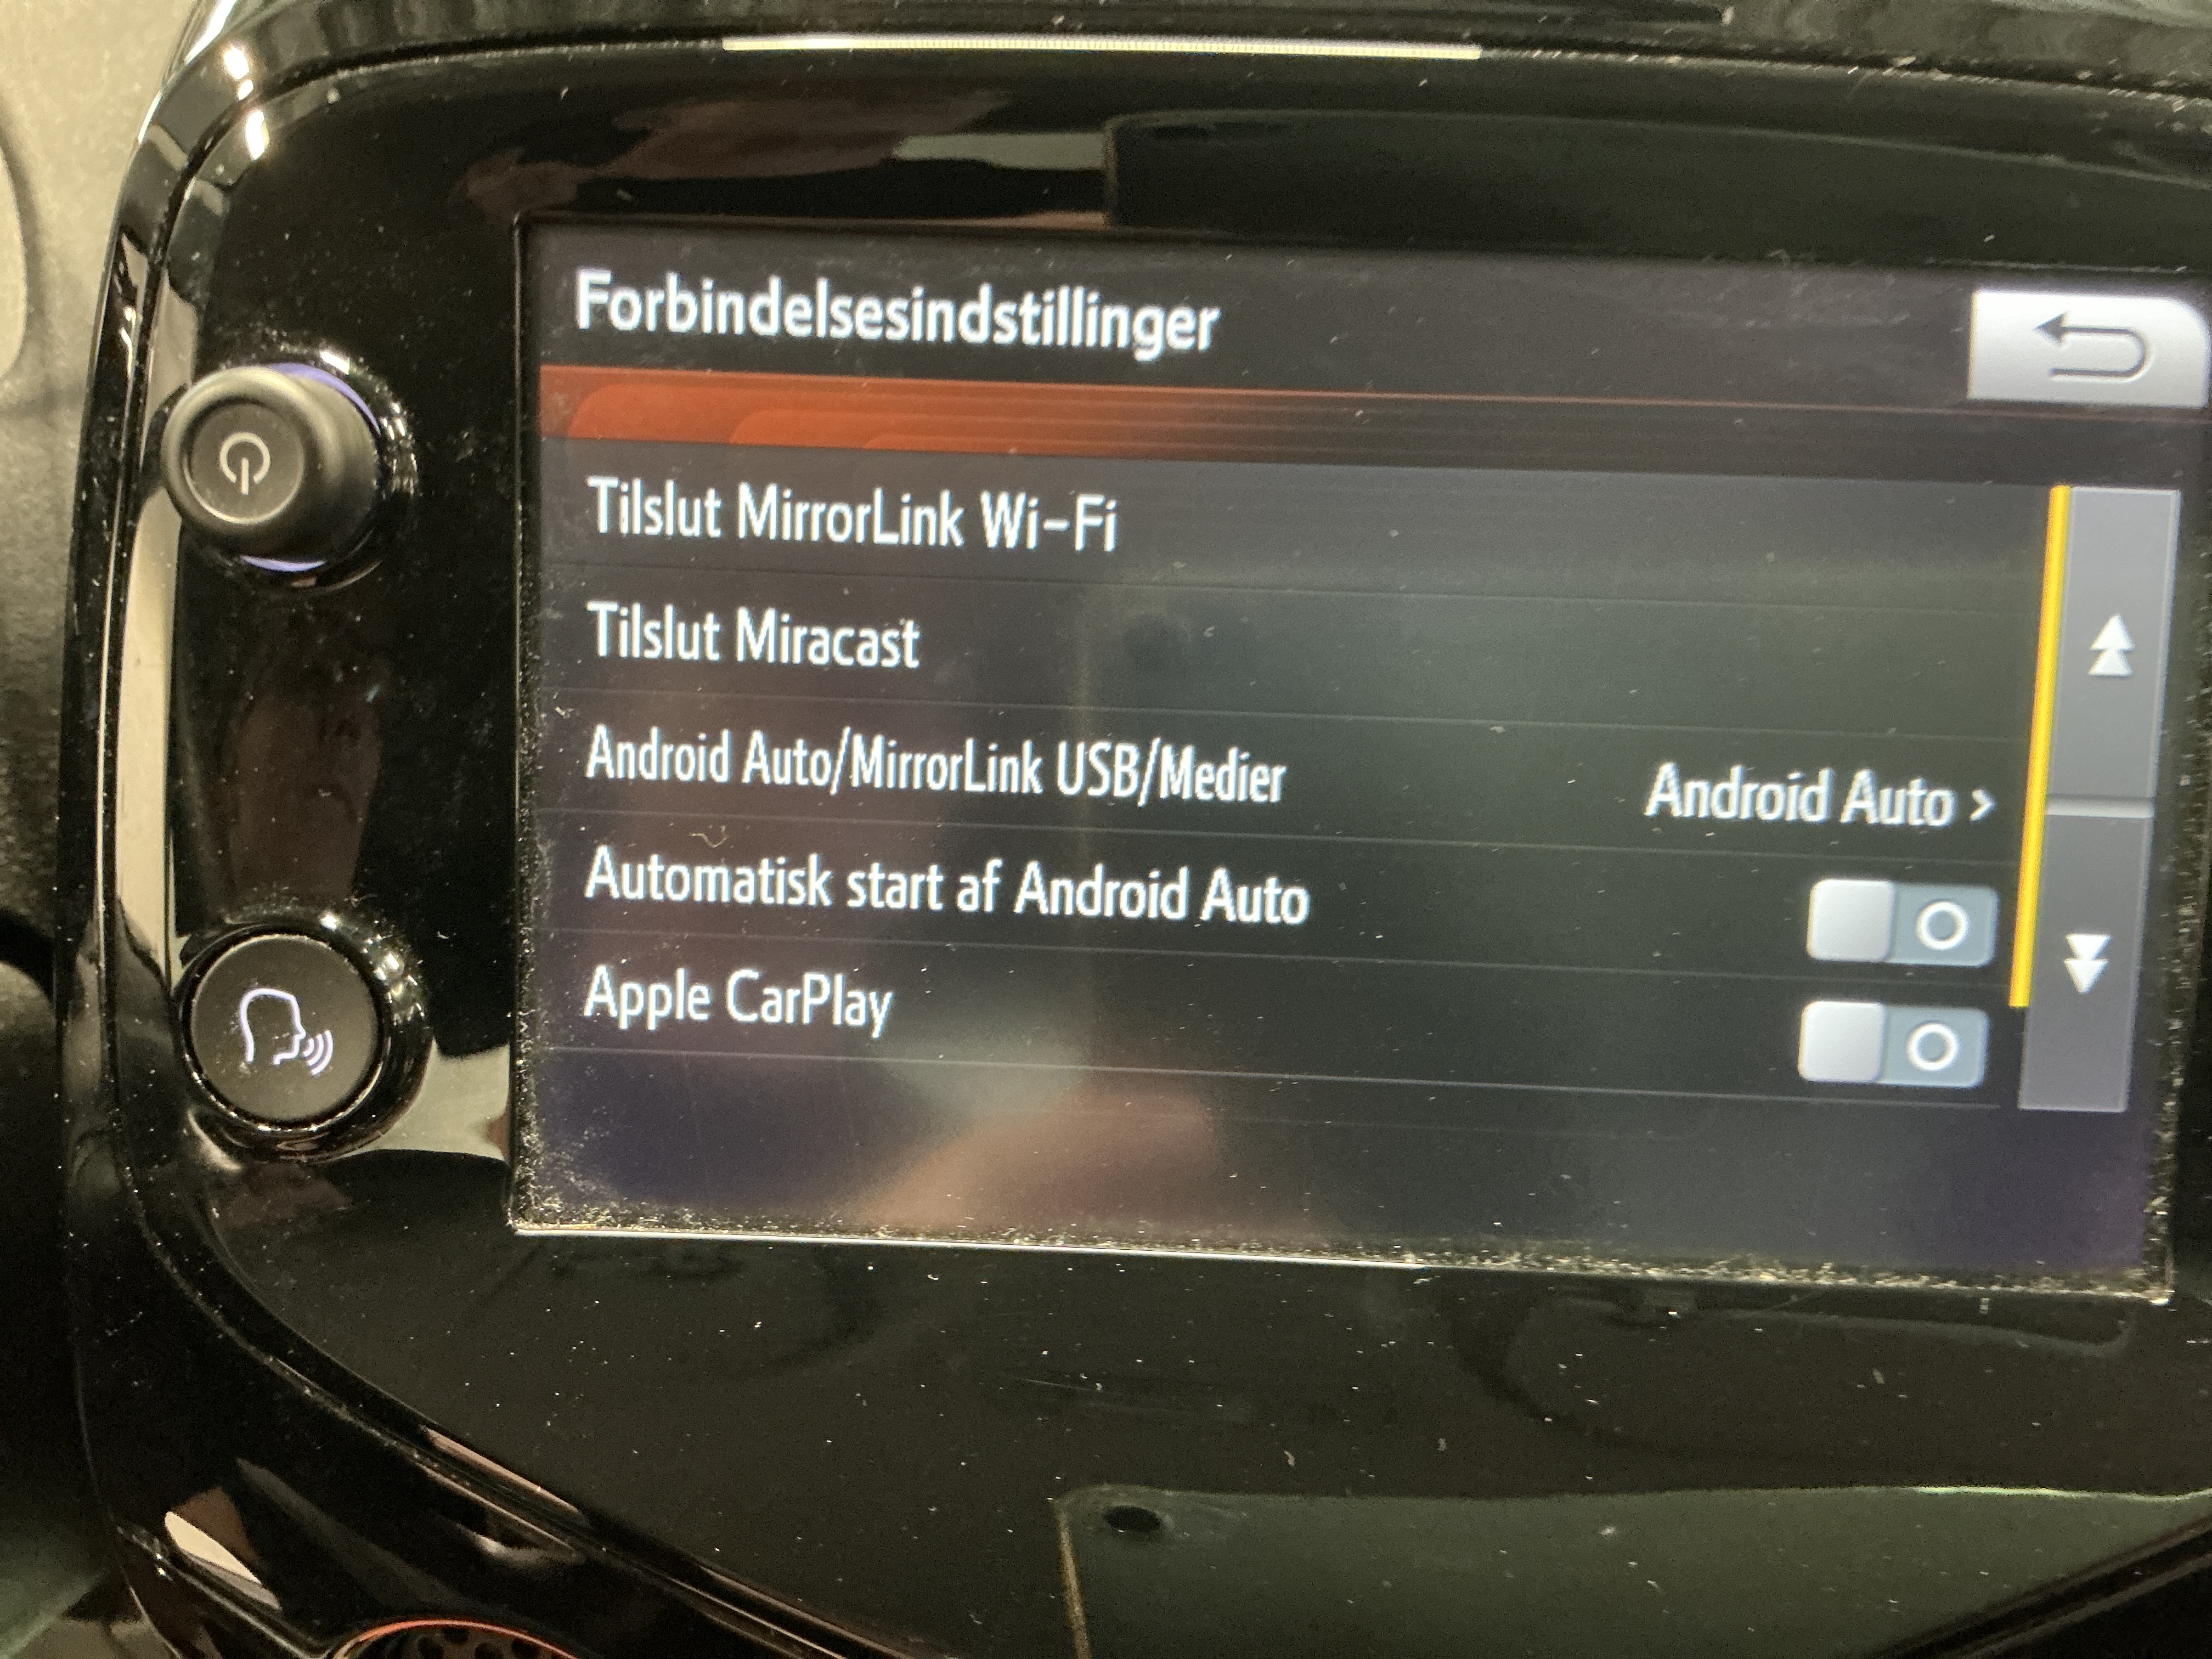 Forbindelsesindstillinger
Tilslut MirrorLink Wi-Fi
Tilslut Miracast
Android Auto/MirrorLink USB/Medier Android Auto >
Automatisk start af Android Auto
Apple CarPlay